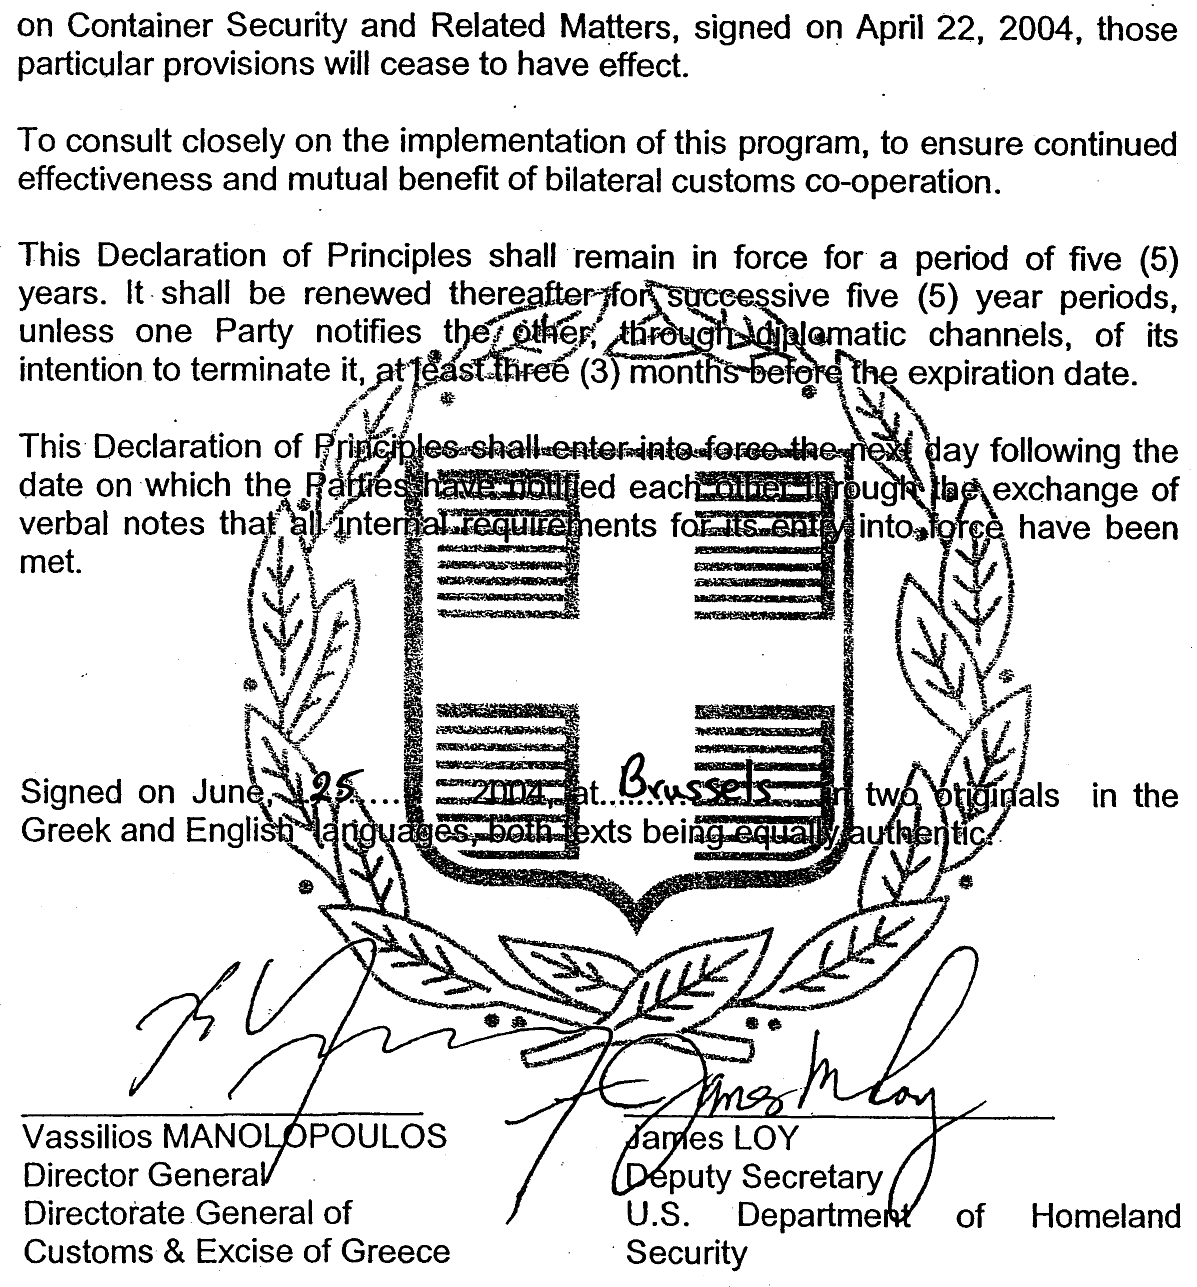 on Container Security and Related Matters, signed on April 22, 2004, those
particular provisions will cease to have effect.
To consult closely on the implementation of this program, to ensure continued
effectiveness and mutual benefit of bilateral customs co-operation.
This Declaration of Principles shall remain in force for a period of five (5)
years. It shall be renewed thereafter for successive five (5) year periods,
unless one Party notifies the other, through diplomatic channels, of its
intention to terminate it, at least three (3) months before the expiration date.
This Declaration of Principles shall enter into force the next day following the
date on which the Parties have notified each other through the exchange of
verbal notes that all internal requirements for its entry into force have been
met.
Signed on June, .25.... 2004, at..Brussels in two originals in the
Greek and English languages, both texts being equally authentic.
James M Loy
Vassilios MANOLOPOULOS
Director General
Directorate General of
Customs & Excise of Greece
James LOY
Deputy Secretary
U.S. Department of Homeland
Security